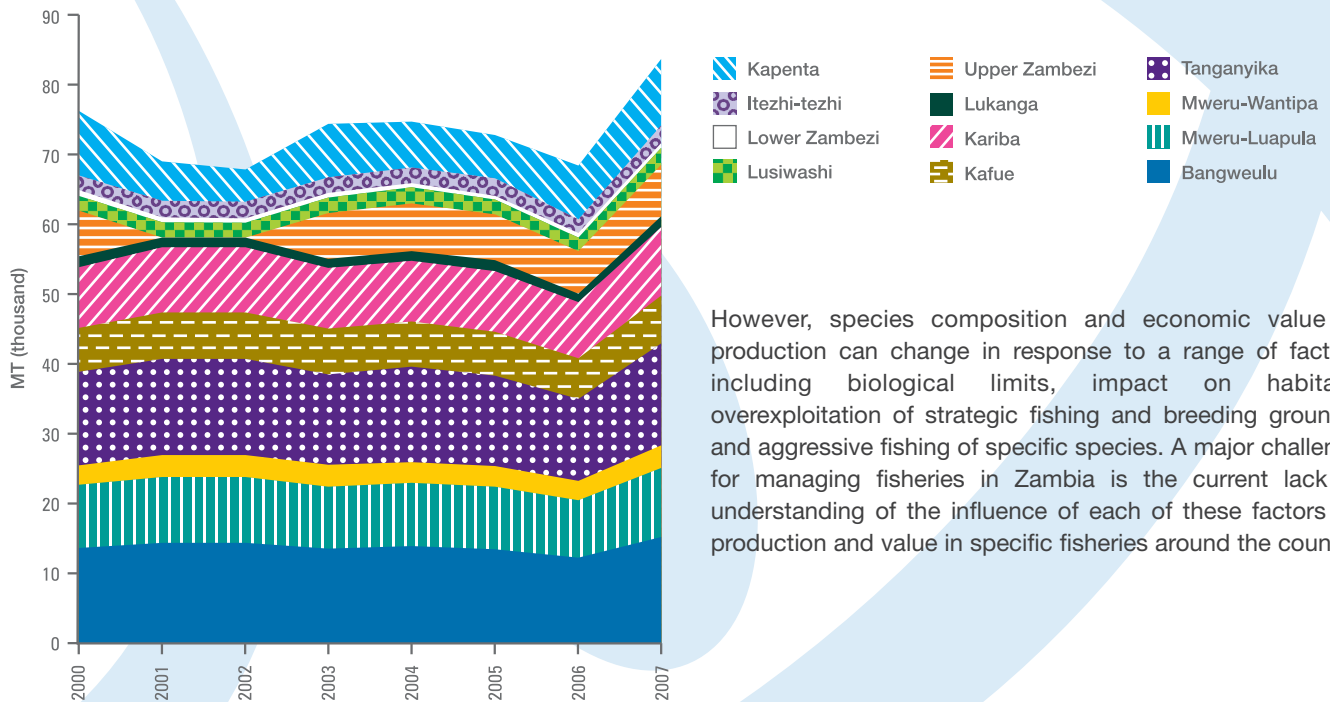 90
80
70
60
50
40
30
20
10
0
MT (thousand)
2000
2001
2002
2003
2004
2005
2006
2007
Kapenta
Itezhi-tezhi
Lower Zambezi
Lusiwashi
Upper Zambezi
Lukanga
Kariba
Kafue
Tanganyika
Mweru-Wantipa
Mweru-Luapula
Bangweulu
However, species composition and economic value
production can change in response to a range of fact
including biological limits, impact on habita
overexploitation of strategic fishing and breeding groun
and aggressive fishing of specific species. A major challen
for managing fisheries in Zambia is the current lack
understanding of the influence of each of these factors
production and value in specific fisheries around the coun